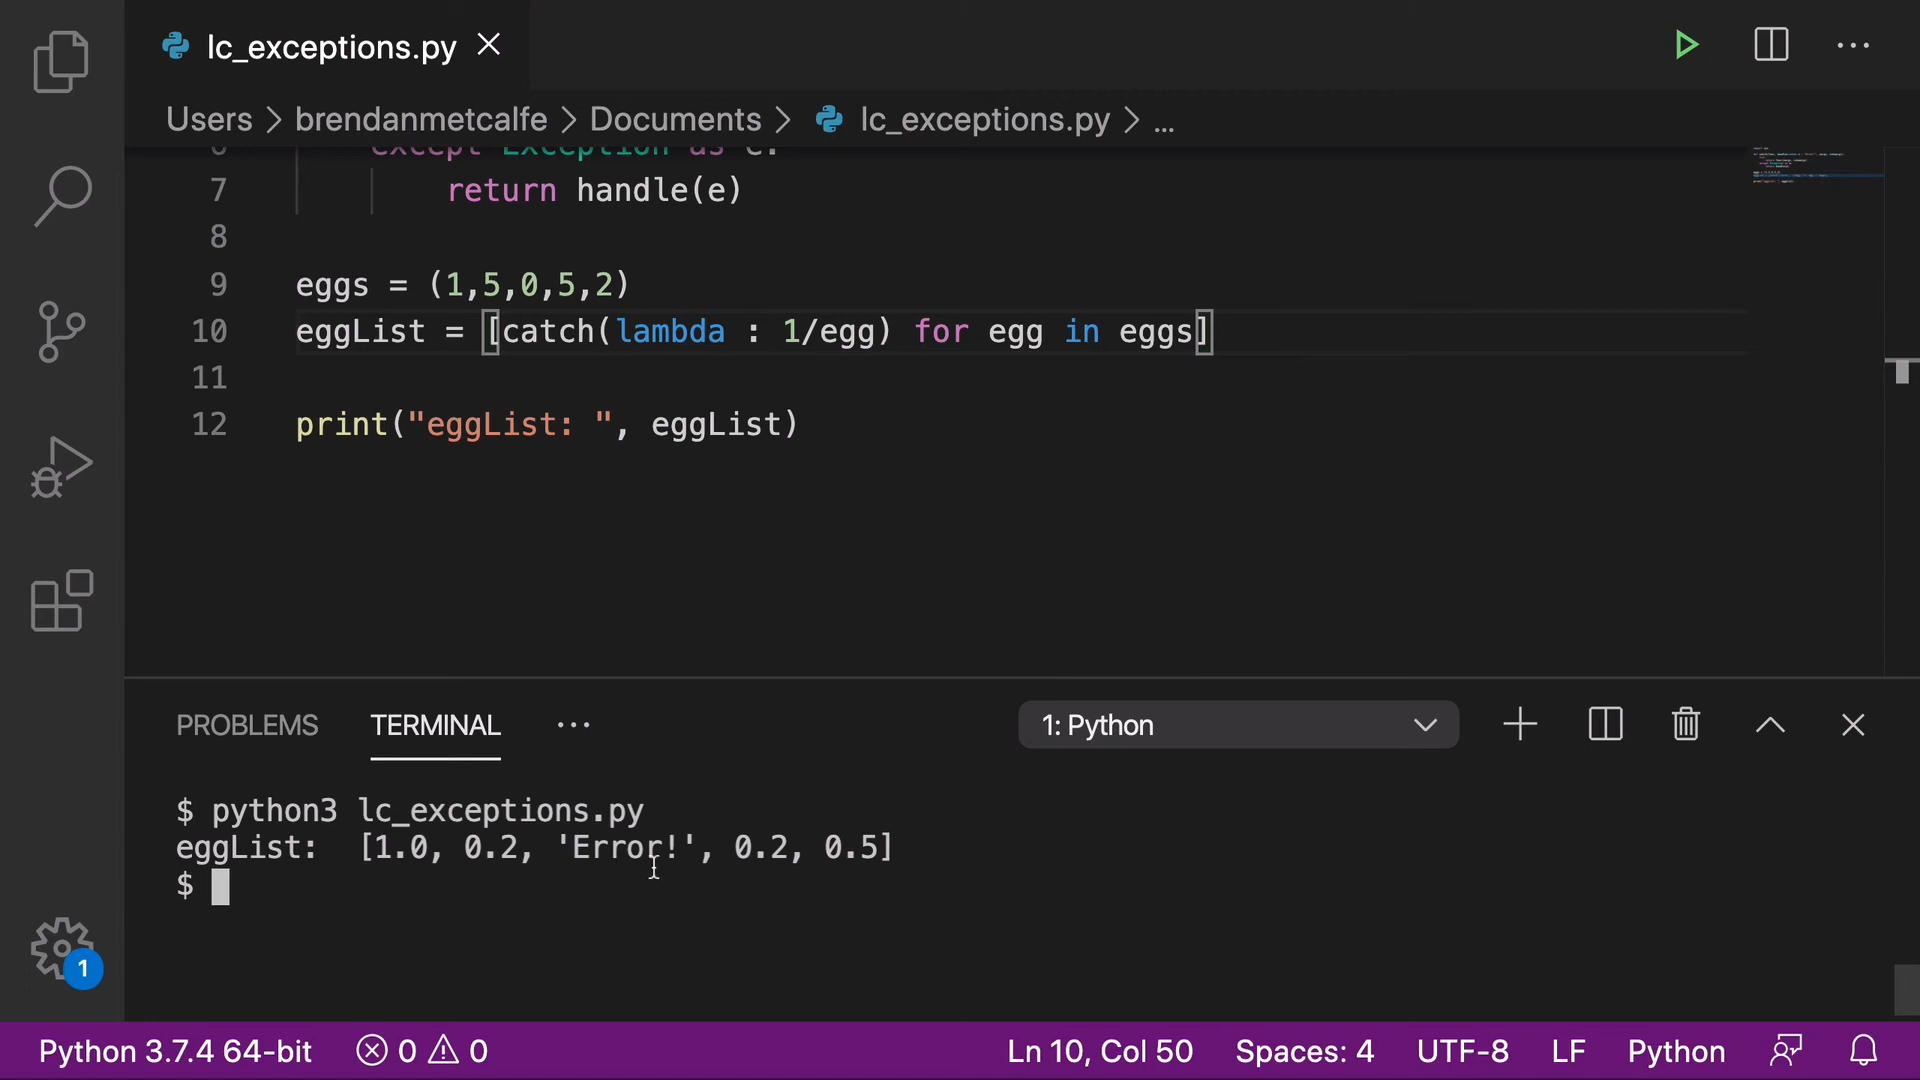 lc_exceptions.py
Users > brendanmetcalfe > Documents > lc_exceptions.py > ...
except Exception as e:
7 return handle(e)
8
9 eggs = (1,5,0,5,2)
10 eggList = [catch(lambda : 1/egg) for egg in eggs]
11
12 print("eggList: ", eggList)
PROBLEMS TERMINAL ... 1: Python
$ python3 lc_exceptions.py
eggList: [1.0, 0.2, 'Error!', 0.2, 0.5]
$
1
Python 3.7.4 64-bit 0 0 Ln 10, Col 50 Spaces: 4 UTF-8 LF Python